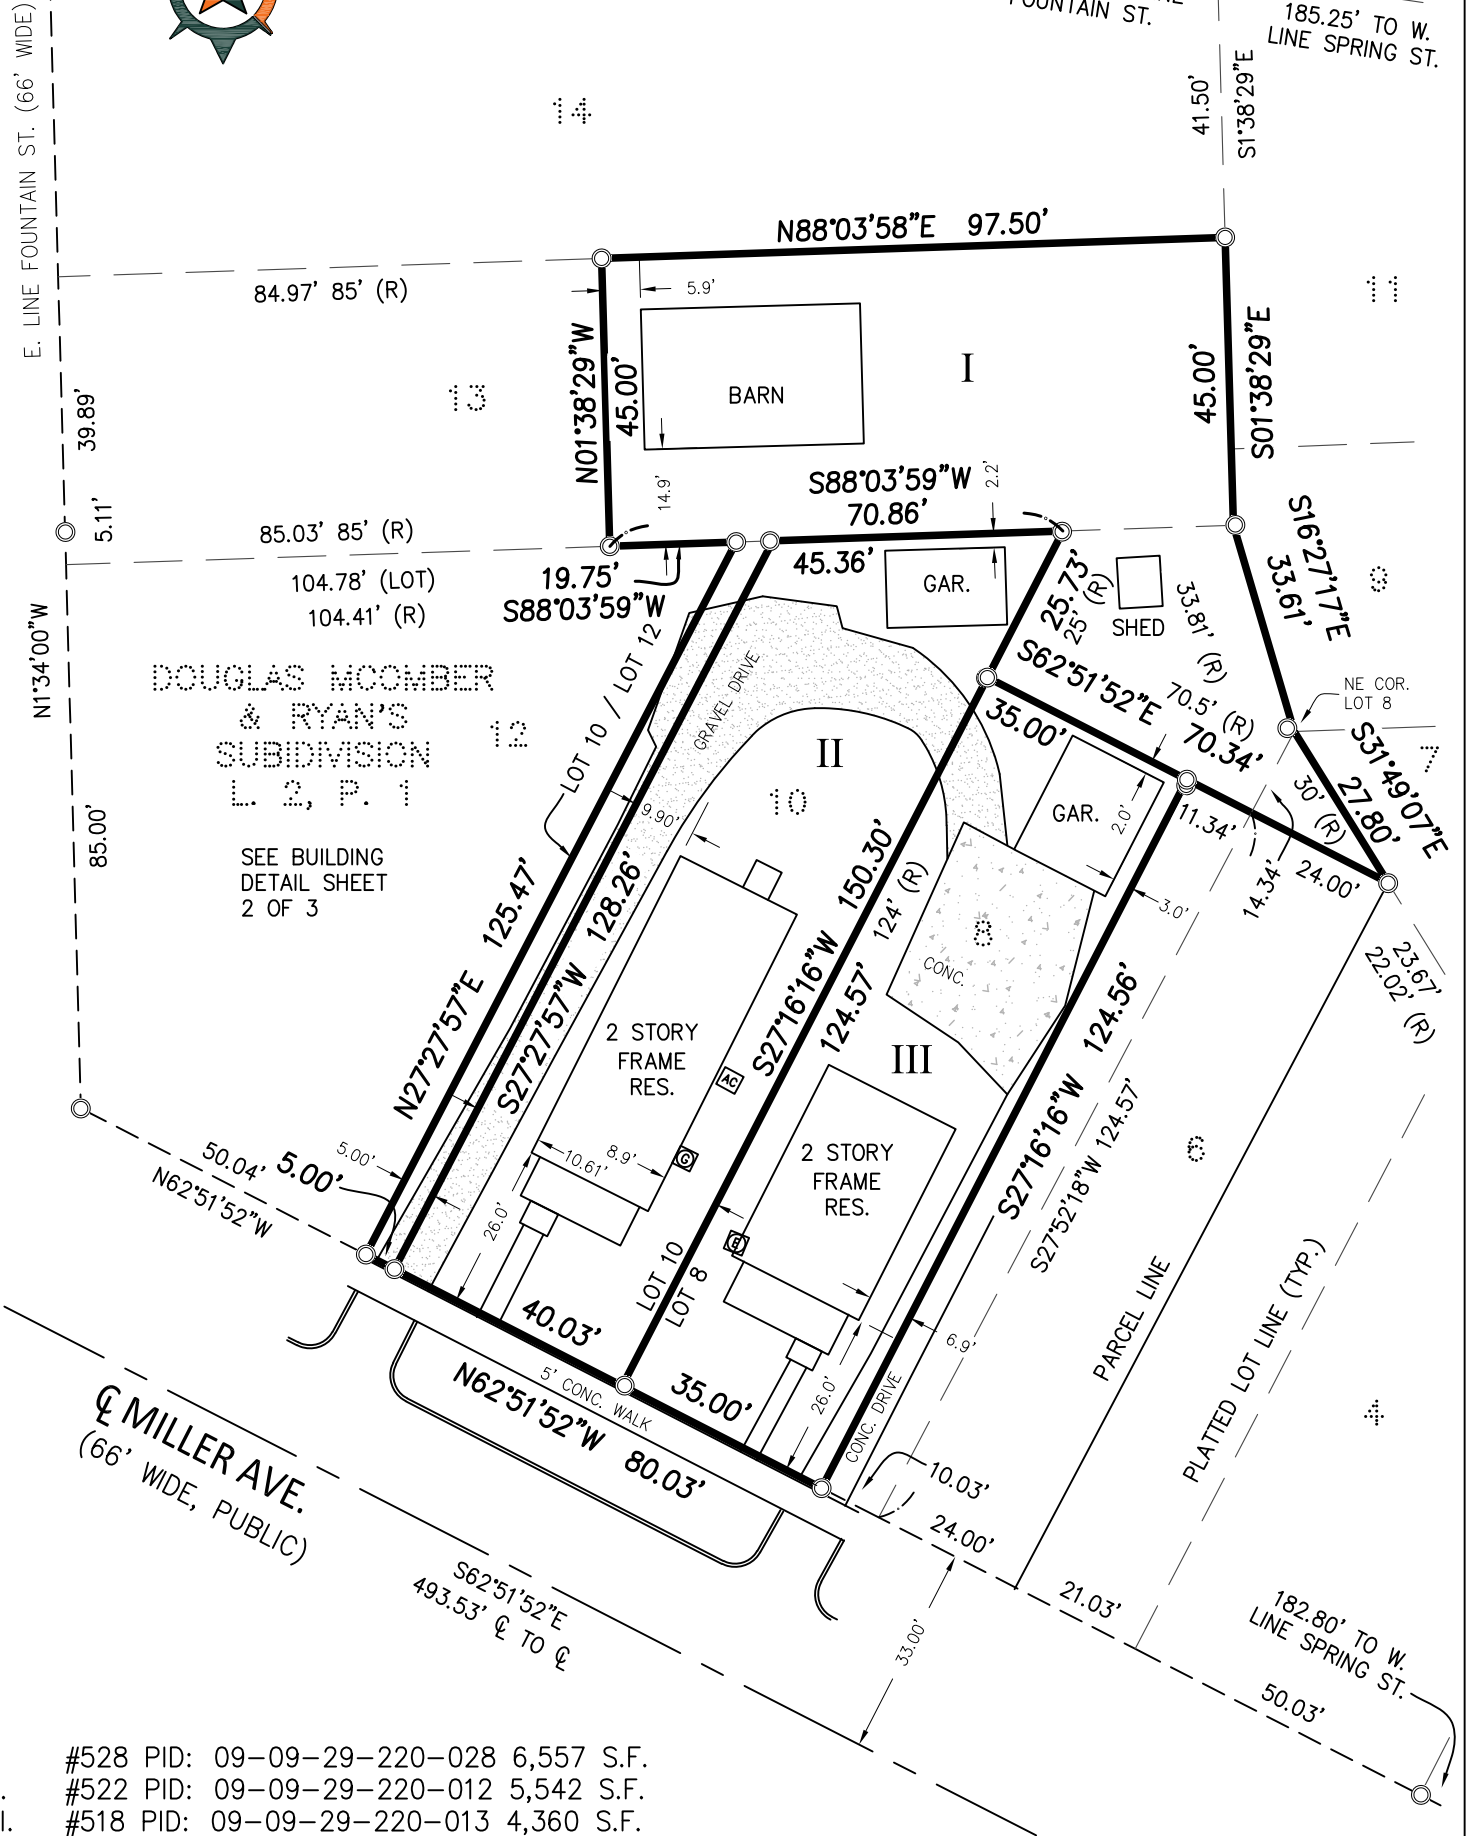 OUNTAIN ST.
185.25' TO W.
LINE SPRING ST.
E. LINE FOUNTAIN ST. (66' WIDE)
14
41.50'
S1°38'29"E
N88°03'58"E 97.50'
84.97' 85' (R)
5.9'
11
N01°38'29"W
45.00'
BARN
I
45.00'
S01°38'29"E
13
39.89'
5.11'
14.9'
S88°03'59"W
70.86'
2.2'
85.03' 85' (R)
104.78' (LOT)
104.41' (R)
19.75'
S88°03'59"W
45.36'
GAR.
25.73'
25' (R)
SHED
33.81' (R)
S16°27'17"E
33.61'
9
N1°34'00"W
DOUGLAS MCOMBER
& RYAN'S
SUBDIVISION
L. 2, P. 1
12
LOT 10 / LOT 12
GRAVEL DRIVE
S62°51'52"E 70.34'
70.5' (R)
35.00'
NE COR.
LOT 8
S31°49'07"E
27.80'
30' (R)
7
II
10
9.90'
GAR.
2.0'
11.34'
14.34'
24.00'
85.00'
SEE BUILDING
DETAIL SHEET
2 OF 3
N27°27'57"E 125.47'
S27°27'57"W 128.26'
S27°16'16"W 150.30'
124.57'
124' (R)
8
CONC.
3.0'
23.67'
22.02' (R)
2 STORY
FRAME
RES.
AC
G
III
S27°16'16"W 124.56'
S27°52'18"W 124.57'
6
2 STORY
FRAME
RES.
E
8.9'
10.61'
26.0'
50.04'
N62°51'52"W
5.00'
5.00'
LOT 10
LOT 8
40.03'
35.00'
26.0'
6.9'
CONC. DRIVE
PARCEL LINE
PLATTED LOT LINE (TYP.)
4
5' CONC. WALK
N62°51'52"W 80.03'
10.03'
24.00'
21.03'
℄ MILLER AVE.
(66' WIDE, PUBLIC)
S62°51'52"E
493.53' ℄ TO ℄
33.00'
182.80' TO W.
LINE SPRING ST.
50.03'
#528 PID: 09-09-29-220-028 6,557 S.F.
. #522 PID: 09-09-29-220-012 5,542 S.F.
I. #518 PID: 09-09-29-220-013 4,360 S.F.